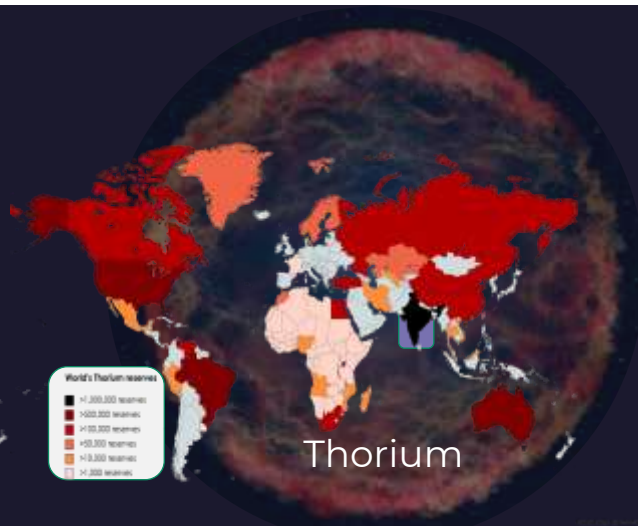 World's Thorium reserves
>1,000,000 reserves
>500,000 reserves
>100,000 reserves
>50,000 reserves
>10,000 reserves
>1,000 reserves
Thorium